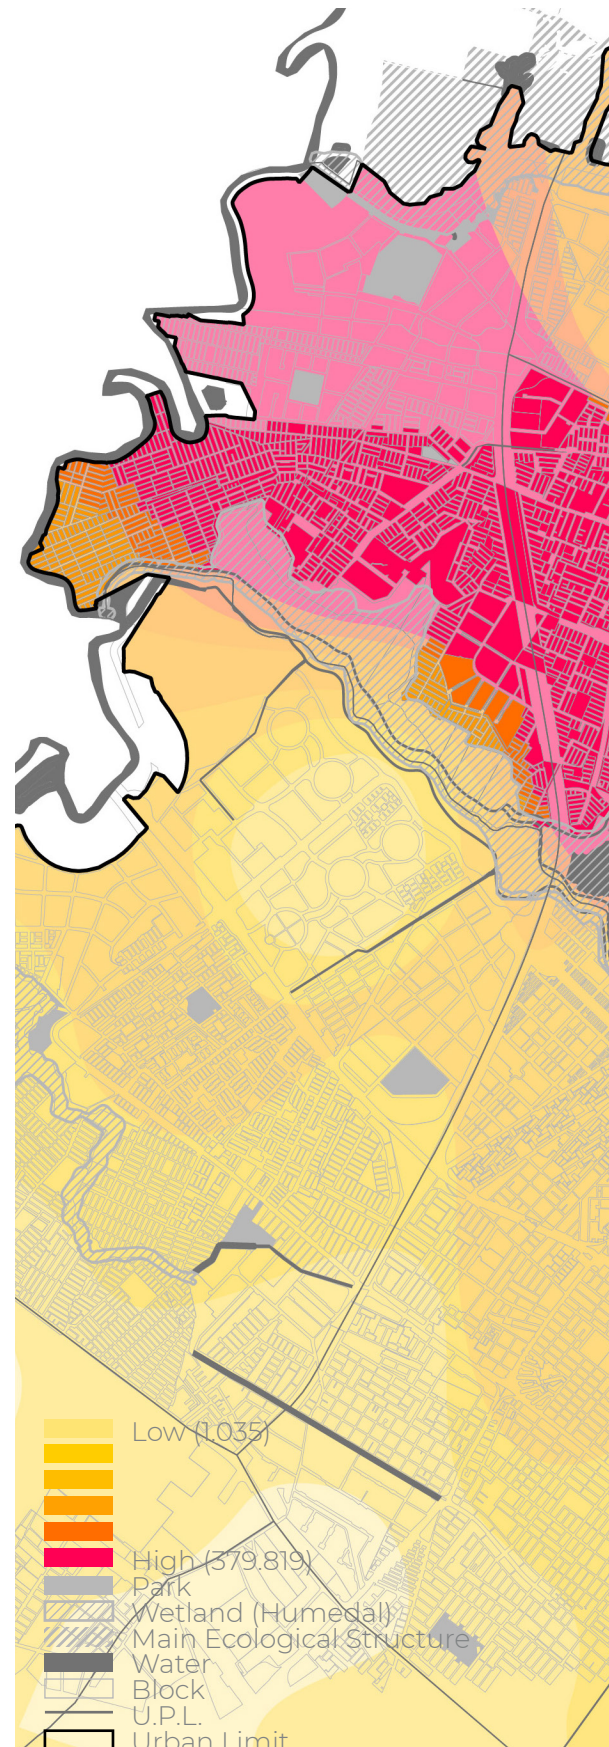 Low (1.035)
High (379.819)
Park
Wetland (Humedal)
Main Ecological Structure
Water
Block
U.P.L.
Urban Limit